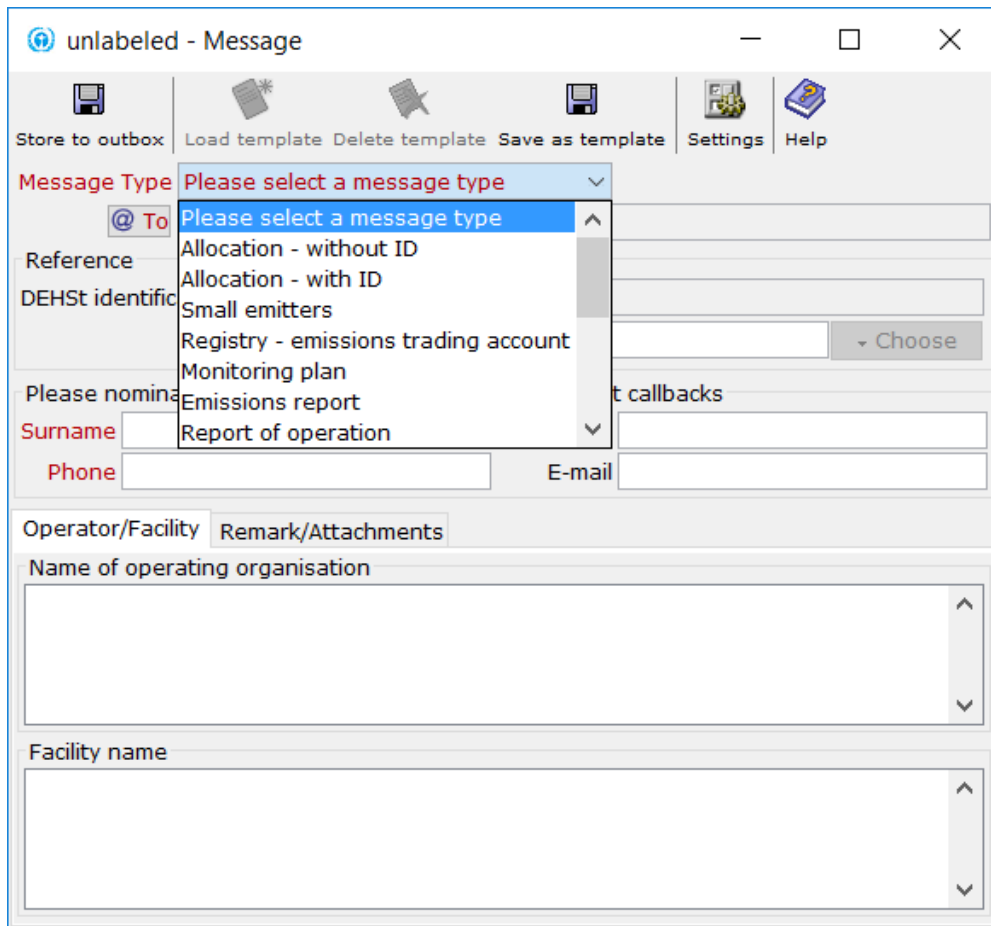 unlabeled - Message
Store to outbox Load template Delete template Save as template Settings Help
Message Type Please select a message type
@ To Please select a message type
Allocation - without ID
Reference
Allocation - with ID
DEHSt identific
Small emitters
Registry - emissions trading account Choose
Monitoring plan
Please nomina t callbacks
Emissions report
Surname Report of operation
Phone E-mail
Operator/Facility Remark/Attachments
Name of operating organisation
Facility name